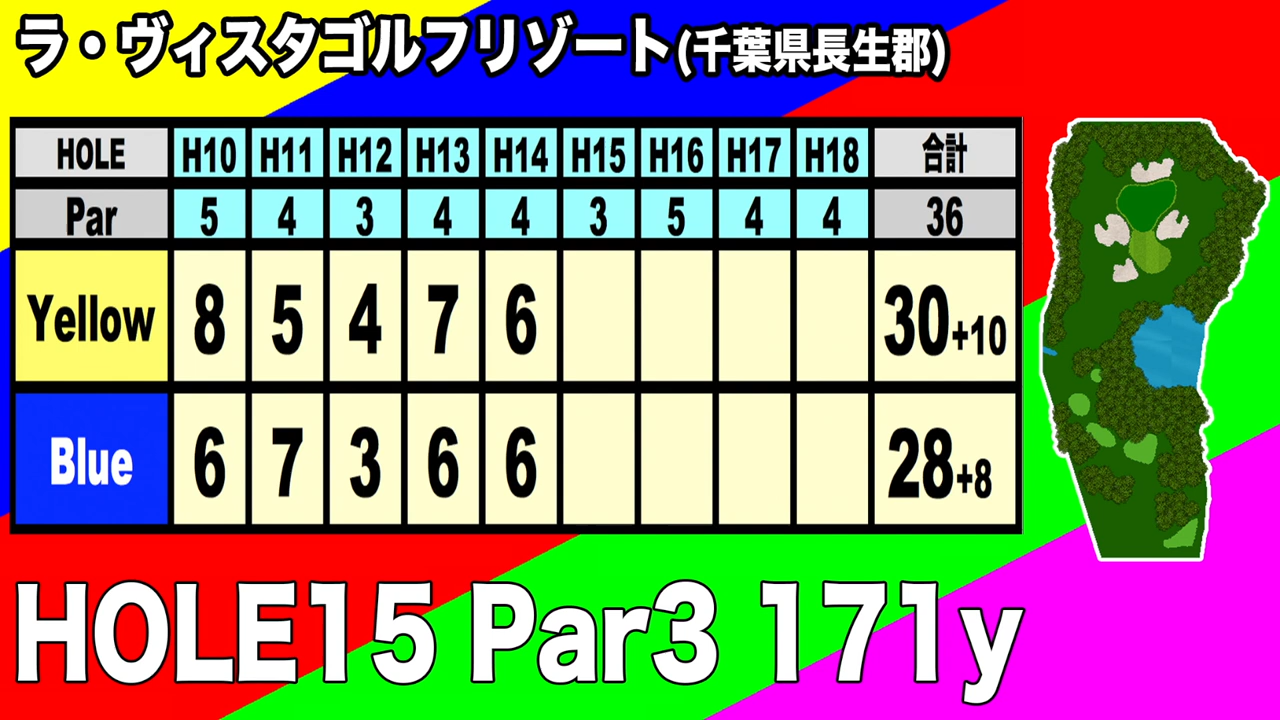 ラ・ヴィスタゴルフリゾート(千葉県長生郡)
HOLE H10 H11 H12 H13 H14 H15 H16 H17 H18 合計
Par 5 4 3 4 4 3 5 4 4 36
Yellow 8 5 4 7 6 30+10
Blue 6 7 3 6 6 28+8
HOLE15 Par3 171y